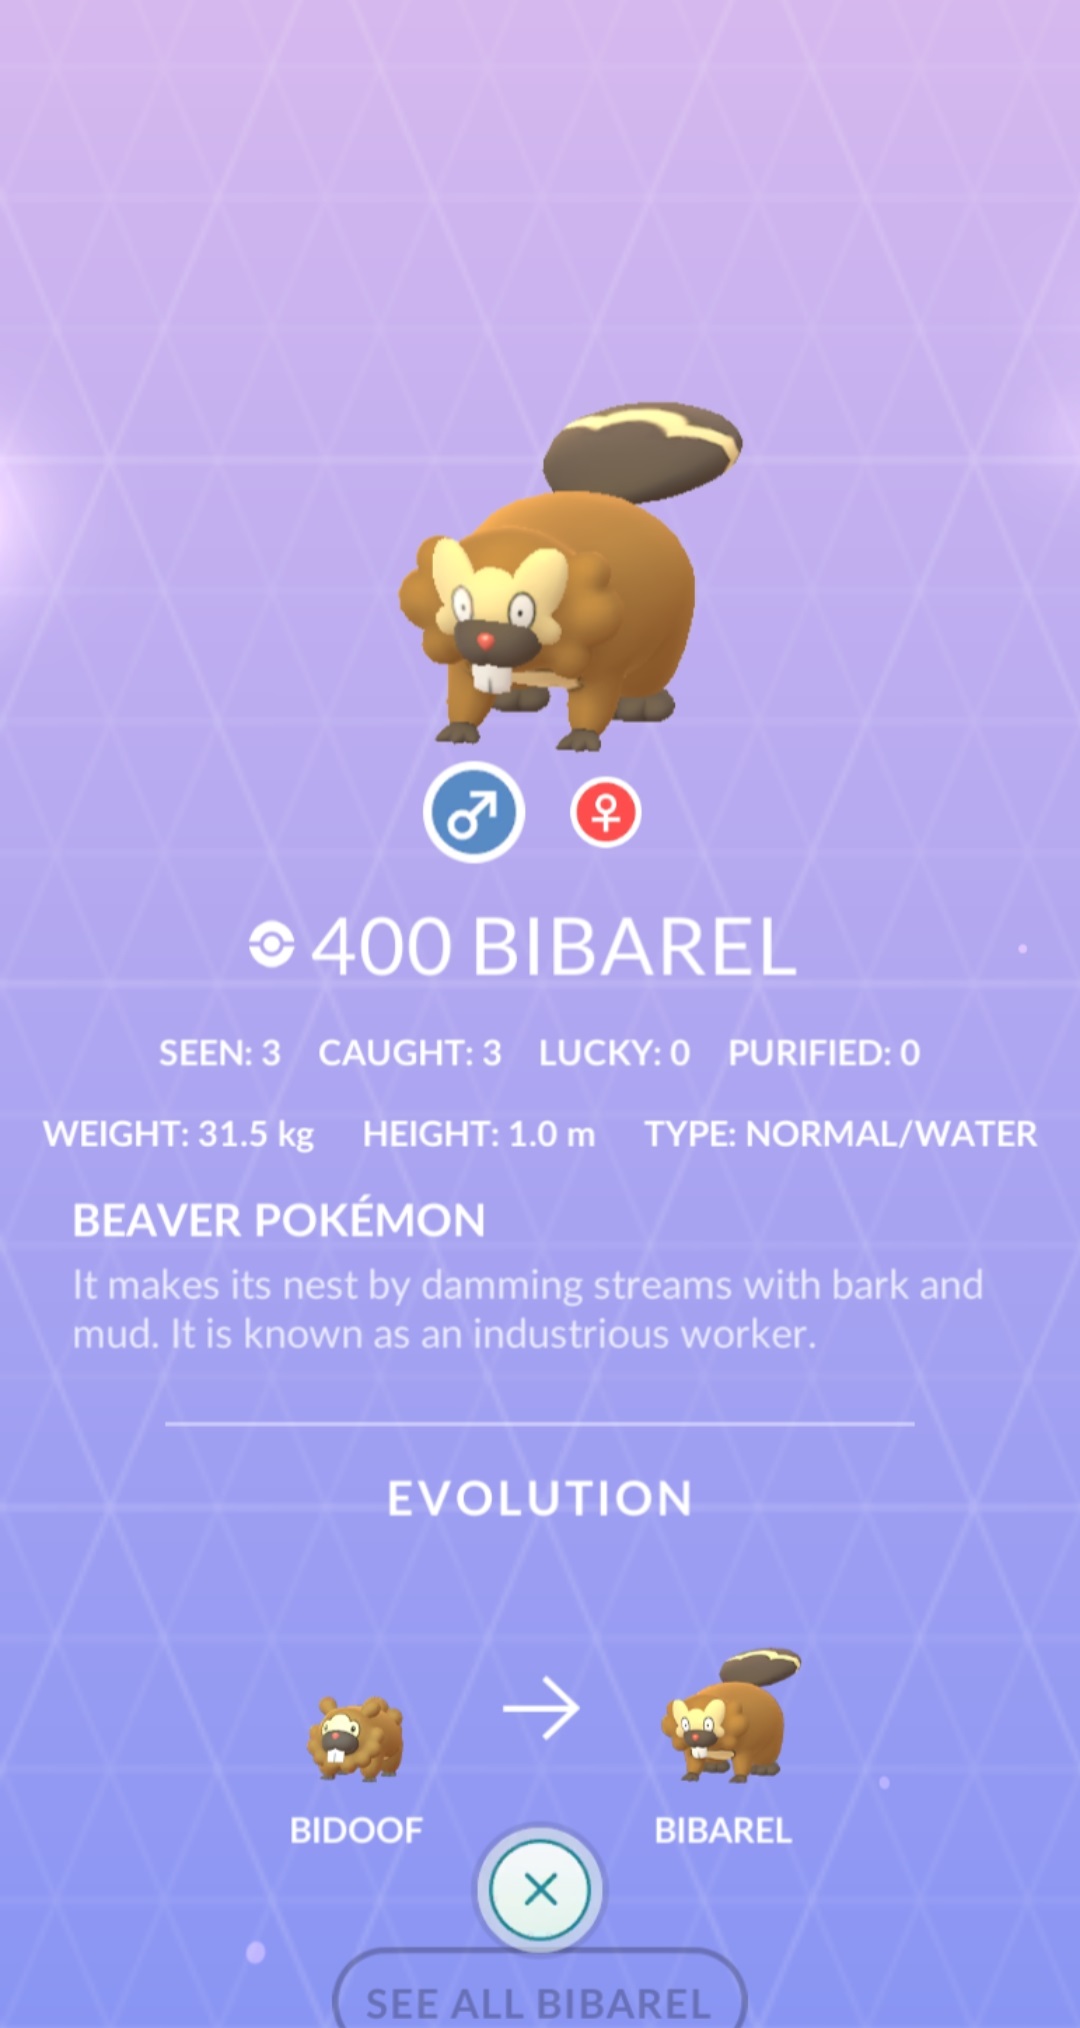 400 BIBAREL
SEEN: 3 CAUGHT: 3 LUCKY: 0 PURIFIED: 0
WEIGHT: 31.5 kg HEIGHT: 1.0 m TYPE: NORMAL/WATER
BEAVER POKÉMON
It makes its nest by damming streams with bark and
mud. It is known as an industrious worker.
EVOLUTION
BIDOOF BIBAREL
SEE ALL BIBAREL